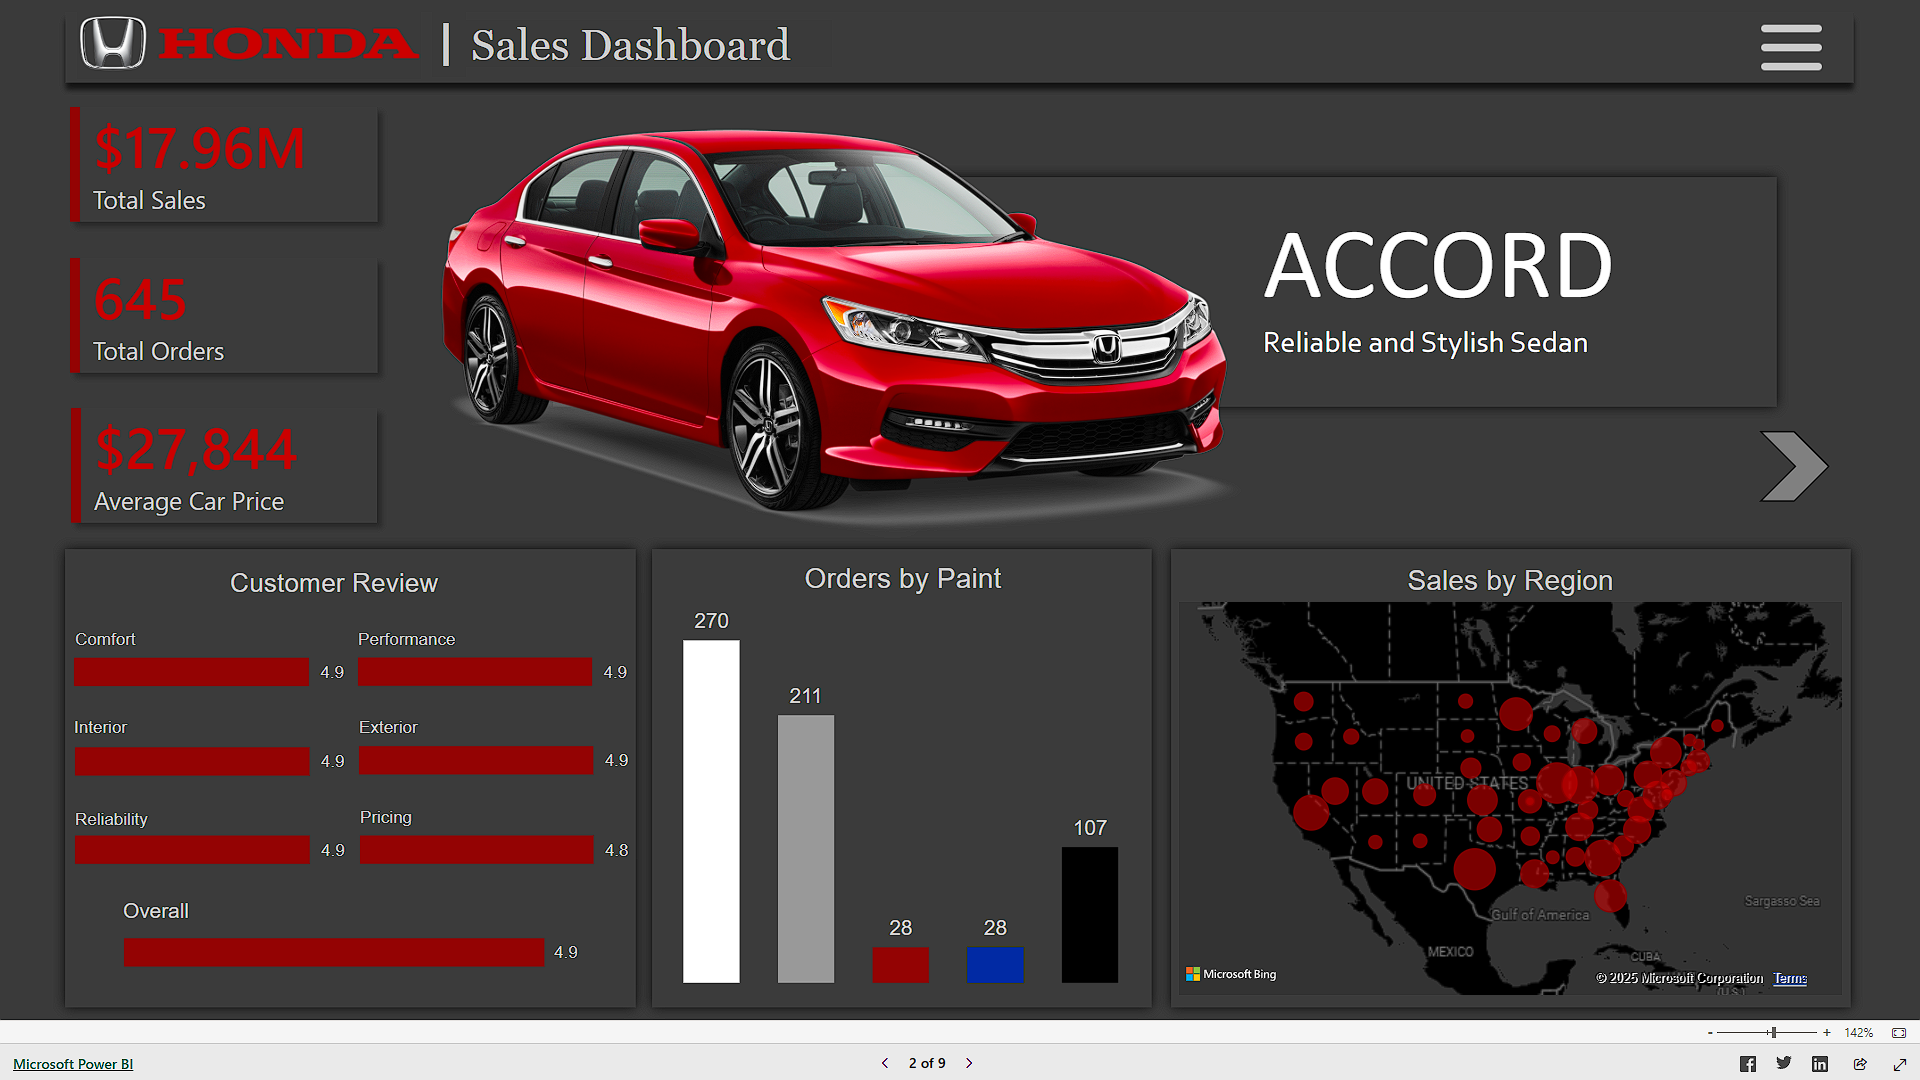 HONDA
Sales Dashboard
$17.96M
Total Sales
645
Total Orders
$27,844
Average Car Price
ACCORD
Reliable and Stylish Sedan
Customer Review
Comfort
4.9
Performance
4.9
Interior
4.9
Exterior
4.9
Reliability
4.9
Pricing
4.8
Overall
4.9
Orders by Paint
270
211
28
28
107
Sales by Region
UNITED STATES
Gulf of America
Sargasso Sea
MEXICO
CUBA
Microsoft Bing
© 2025 Microsoft Corporation Terms
(U.S.)
- + 142%
Microsoft Power BI
2 of 9